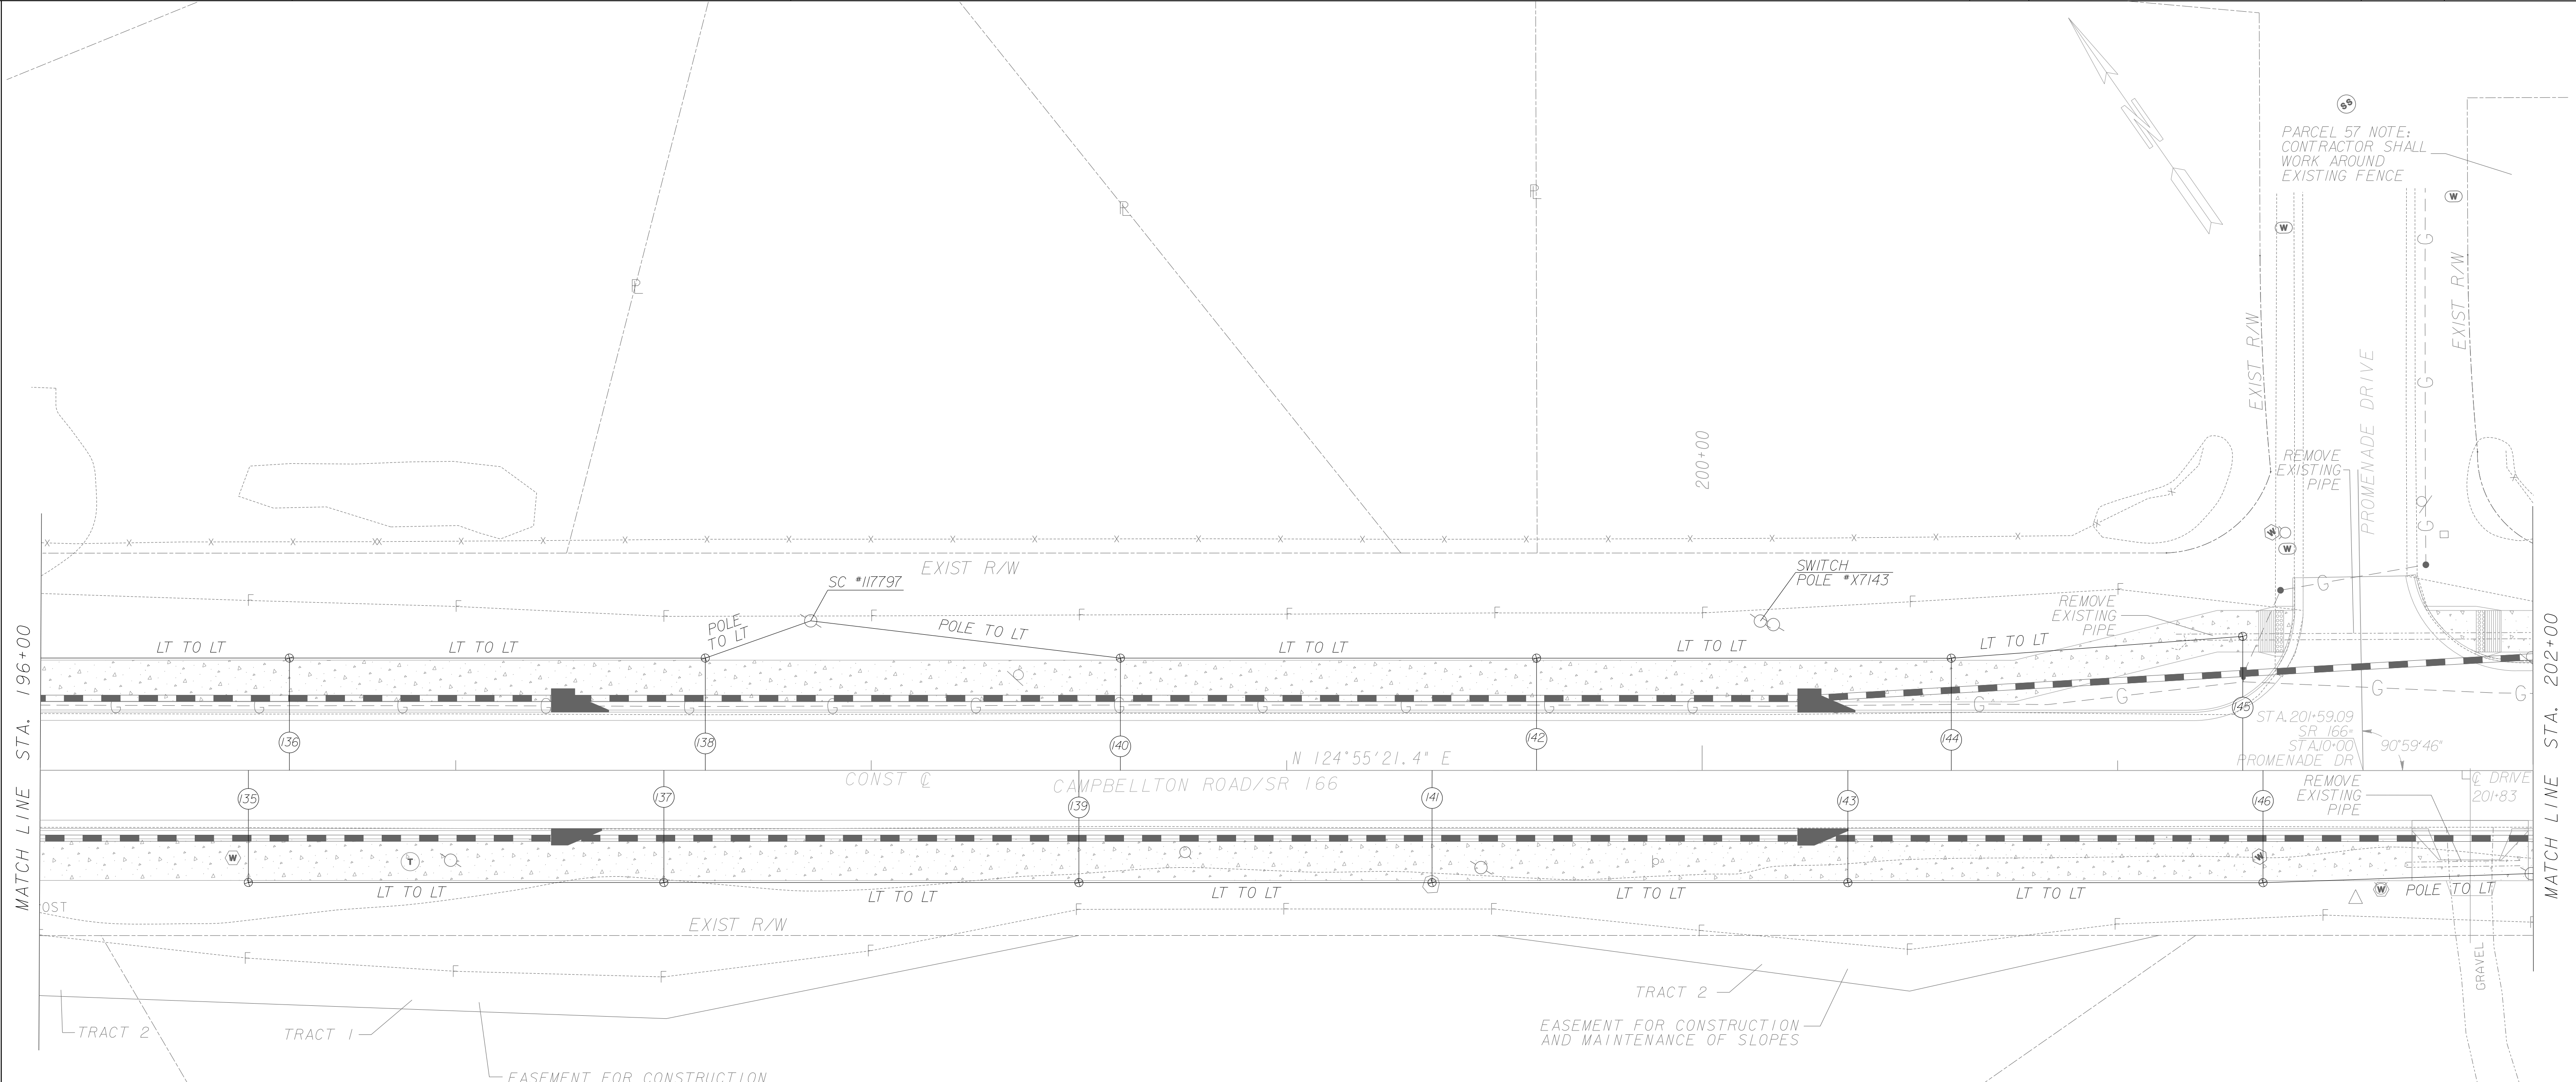 SS
PARCEL 57 NOTE:
CONTRACTOR SHALL
WORK AROUND
EXISTING FENCE
W
W
G
EXIST R/W
EXIST R/W
G
PROMENADE DRIVE
200+00
REMOVE
EXISTING
PIPE
G
W
W
EXIST R/W
SC #117797
SWITCH
POLE #X7143
G
REMOVE
EXISTING
PIPE
POLE
TO LT
POLE TO LT
LT TO LT
LT TO LT
LT TO LT
LT TO LT
LT TO LT
MATCH LINE STA. 196+00
MATCH LINE STA. 202+00
G G G G G G G G G G G G G G G G
136
138
140
142
144
145
STA.201+59.09
SR 166=
STA.10+00
PROMENADE DR
90°59'46"
N 124°55'21.4" E
CONST ℄
CAMPBELLTON ROAD/SR 166
℄ DRIVE
201+83
REMOVE
EXISTING
PIPE
135
137
139
141
143
146
W
T
P
W
LT TO LT
LT TO LT
LT TO LT
LT TO LT
LT TO LT
W
POLE TO LT
OST
EXIST R/W
GRAVEL
TRACT 2
TRACT 1
TRACT 2
EASEMENT FOR CONSTRUCTION
AND MAINTENANCE OF SLOPES
EASEMENT FOR CONSTRUCTION